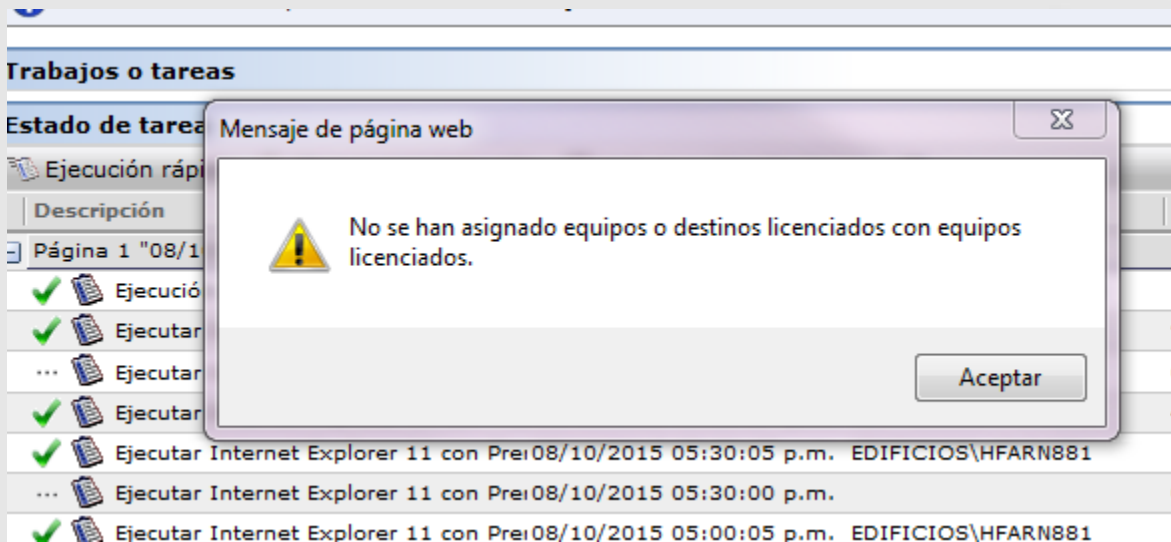 Trabajos o tareas
Estado de tarea
Mensaje de página web
Ejecución rápi
Descripción
No se han asignado equipos o destinos licenciados con equipos
licenciados.
Página 1 "08/1
Ejecució
Ejecutar
Ejecutar
Aceptar
Ejecutar
Ejecutar Internet Explorer 11 con Pre 08/10/2015 05:30:05 p.m. EDIFICIOS\HFARN881
Ejecutar Internet Explorer 11 con Pre 08/10/2015 05:30:00 p.m.
Ejecutar Internet Explorer 11 con Pre 08/10/2015 05:00:05 p.m. EDIFICIOS\HFARN881